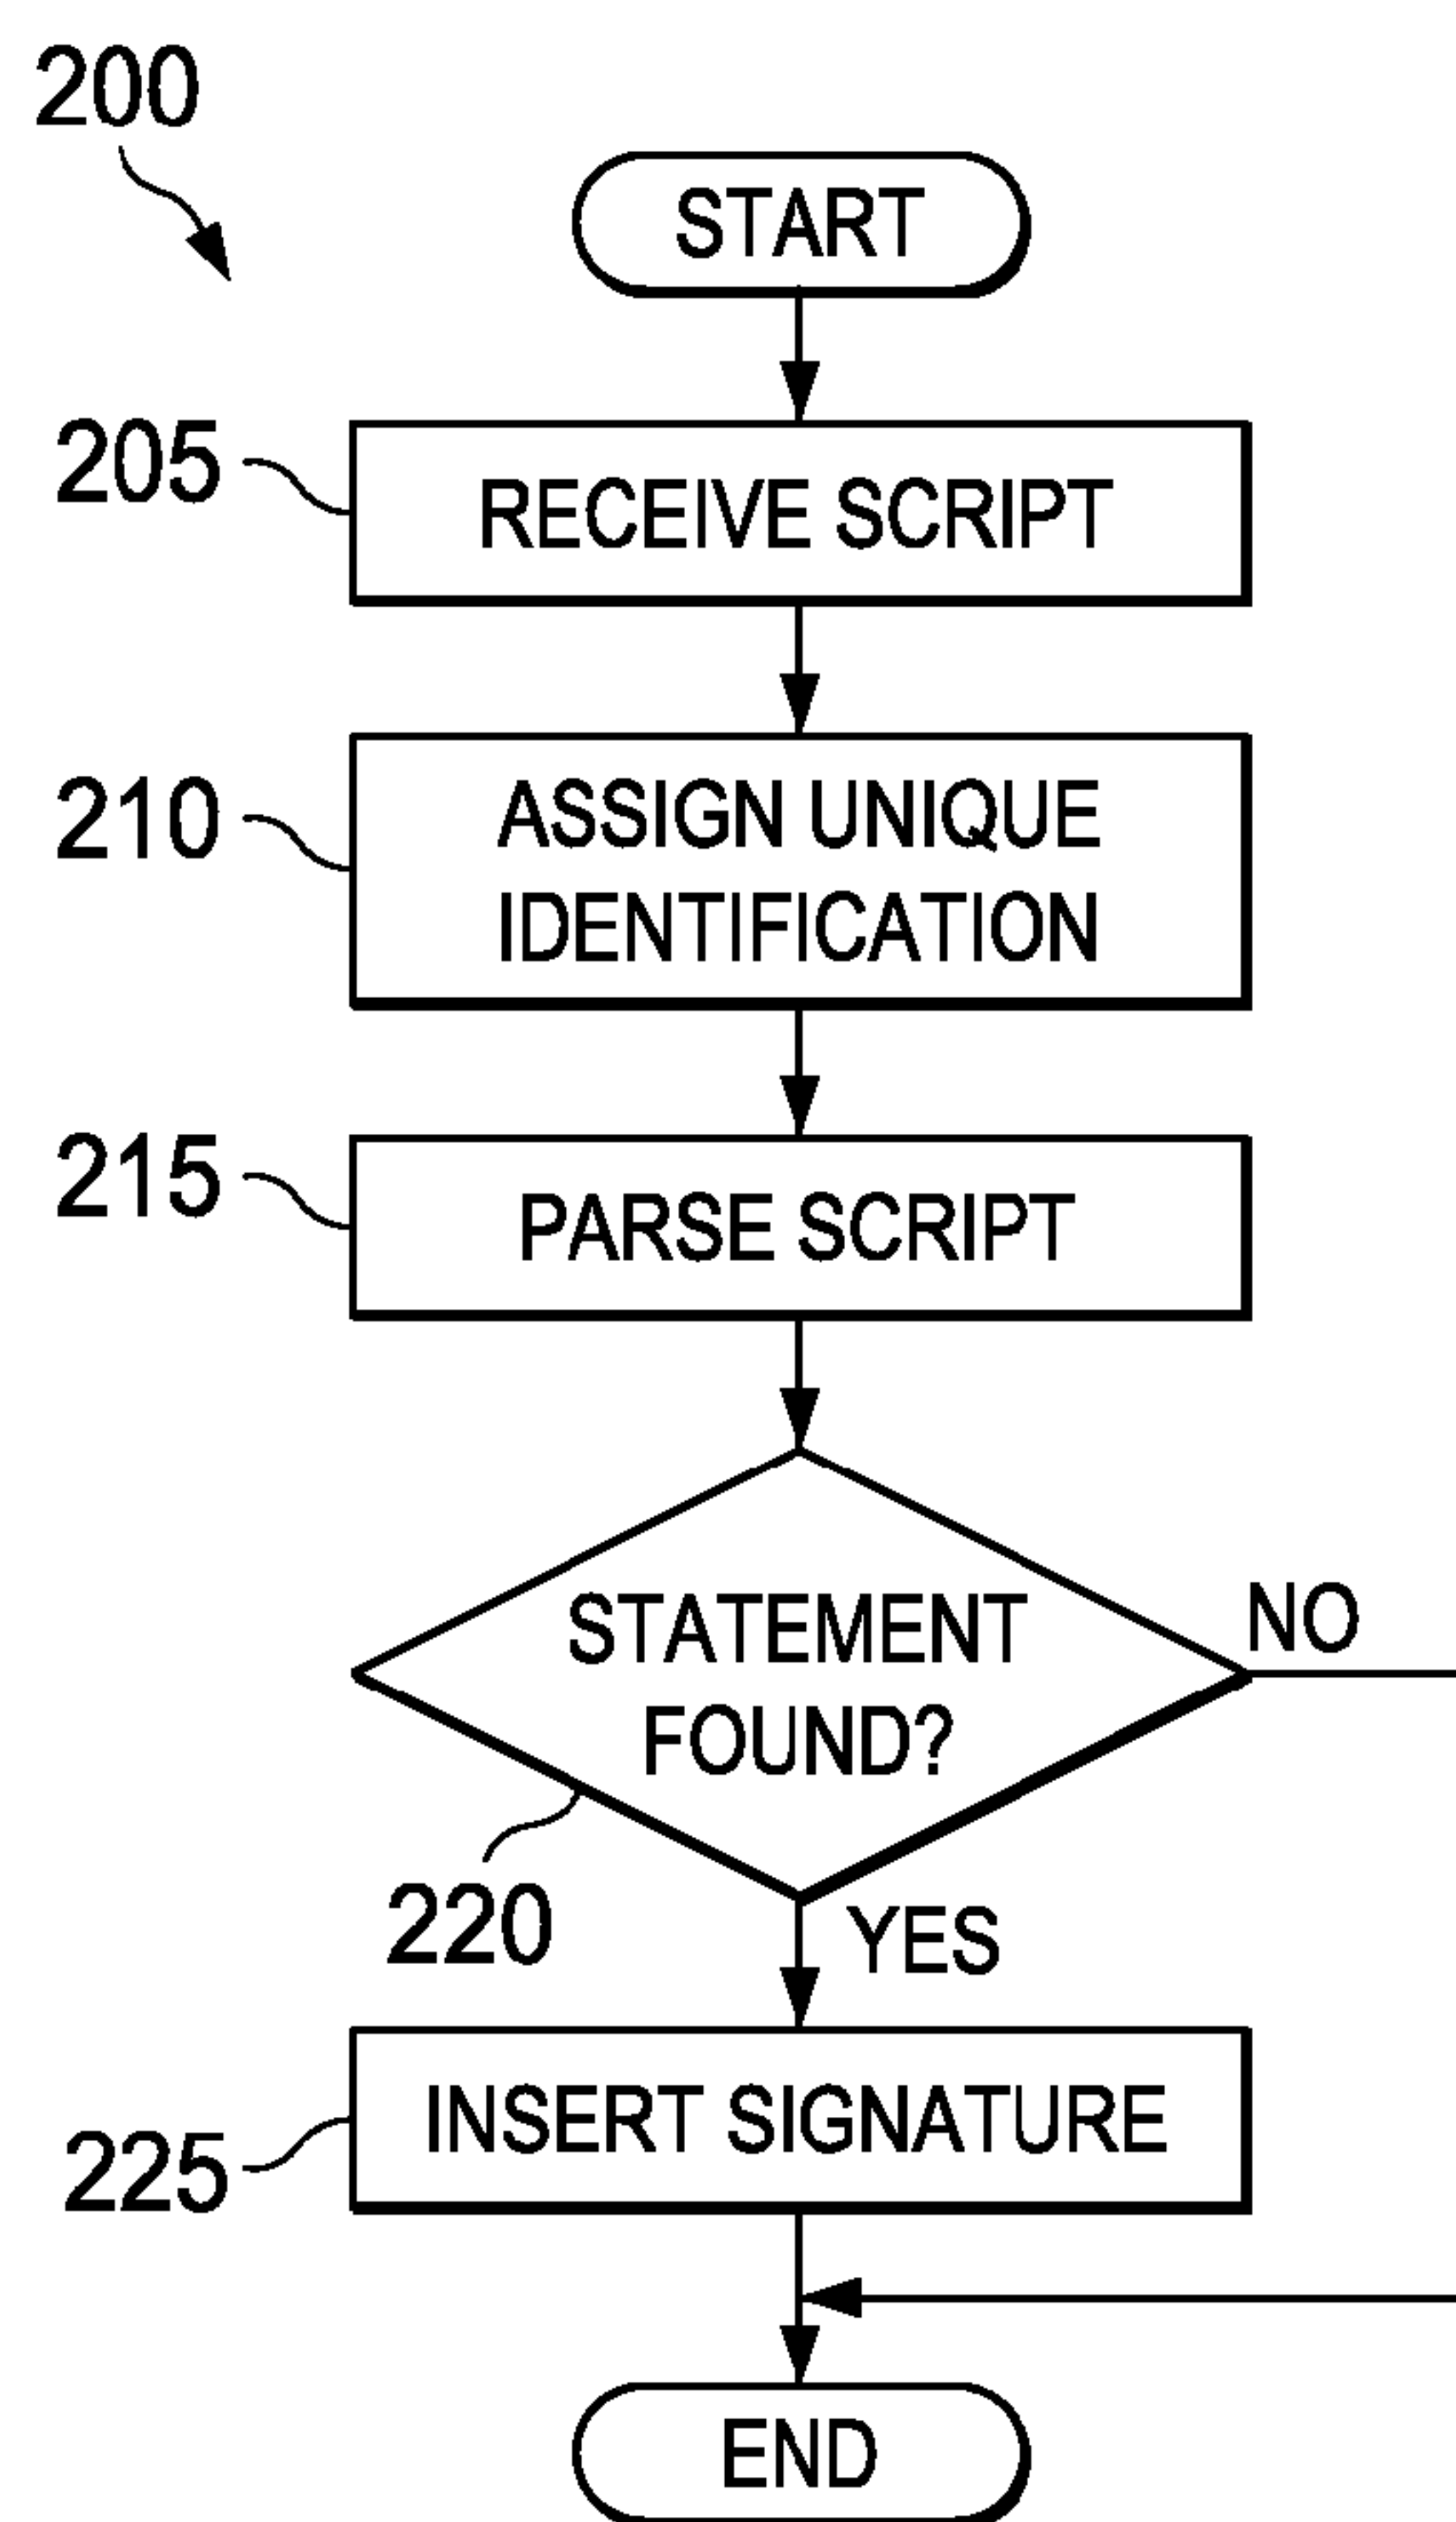 200
START
205
RECEIVE SCRIPT
210
ASSIGN UNIQUE
IDENTIFICATION
215
PARSE SCRIPT
STATEMENT
FOUND?
NO
220
YES
225
INSERT SIGNATURE
END